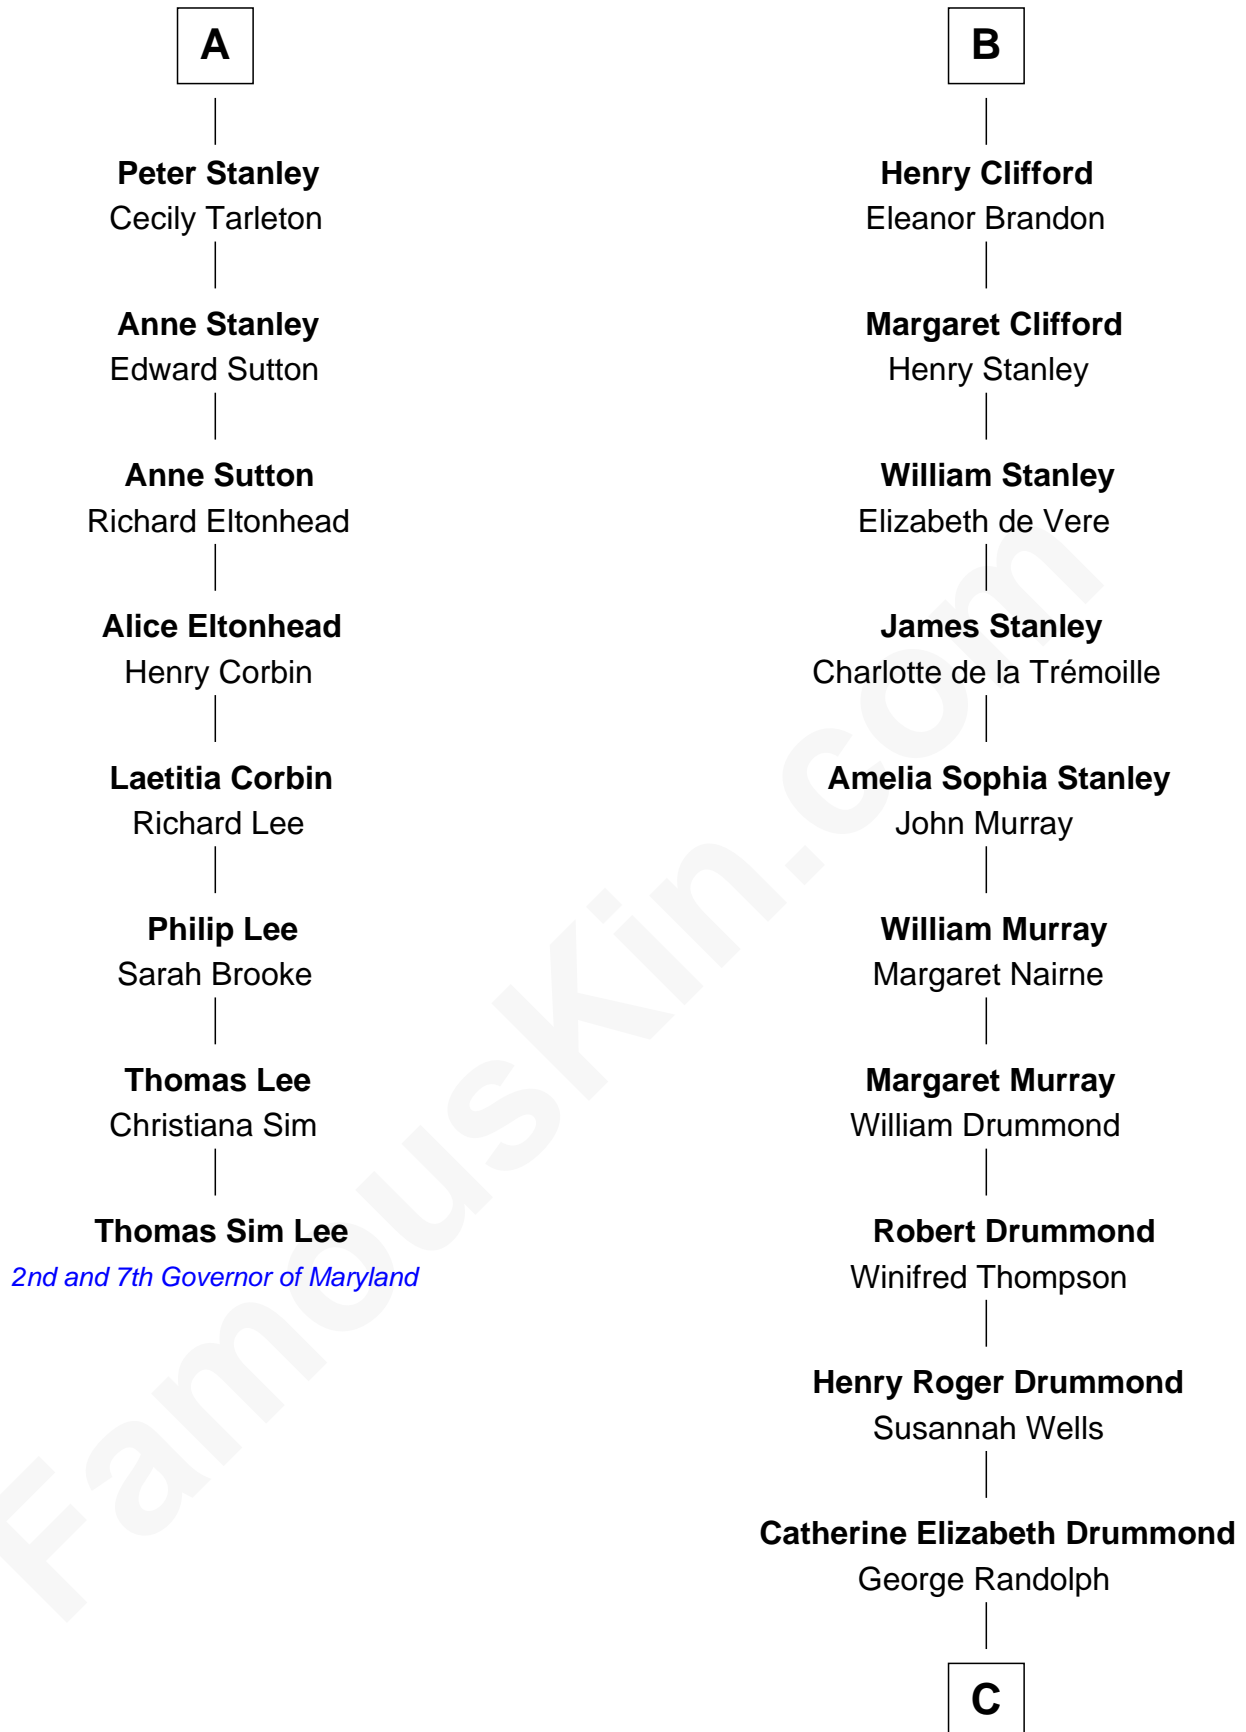 A
Peter Stanley
Cecily Tarleton
Anne Stanley
Edward Sutton
Anne Sutton
Richard Eltonhead
Alice Eltonhead
Henry Corbin
Laetitia Corbin
Richard Lee
Philip Lee
Sarah Brooke
Thomas Lee
Christiana Sim
Thomas Sim Lee
2nd and 7th Governor of Maryland
B
Henry Clifford
Eleanor Brandon
Margaret Clifford
Henry Stanley
William Stanley
Elizabeth de Vere
James Stanley
Charlotte de la Trémoille
Amelia Sophia Stanley
John Murray
William Murray
Margaret Nairne
Margaret Murray
William Drummond
Robert Drummond
Winifred Thompson
Henry Roger Drummond
Susannah Wells
Catherine Elizabeth Drummond
George Randolph
C
FamousKin.com